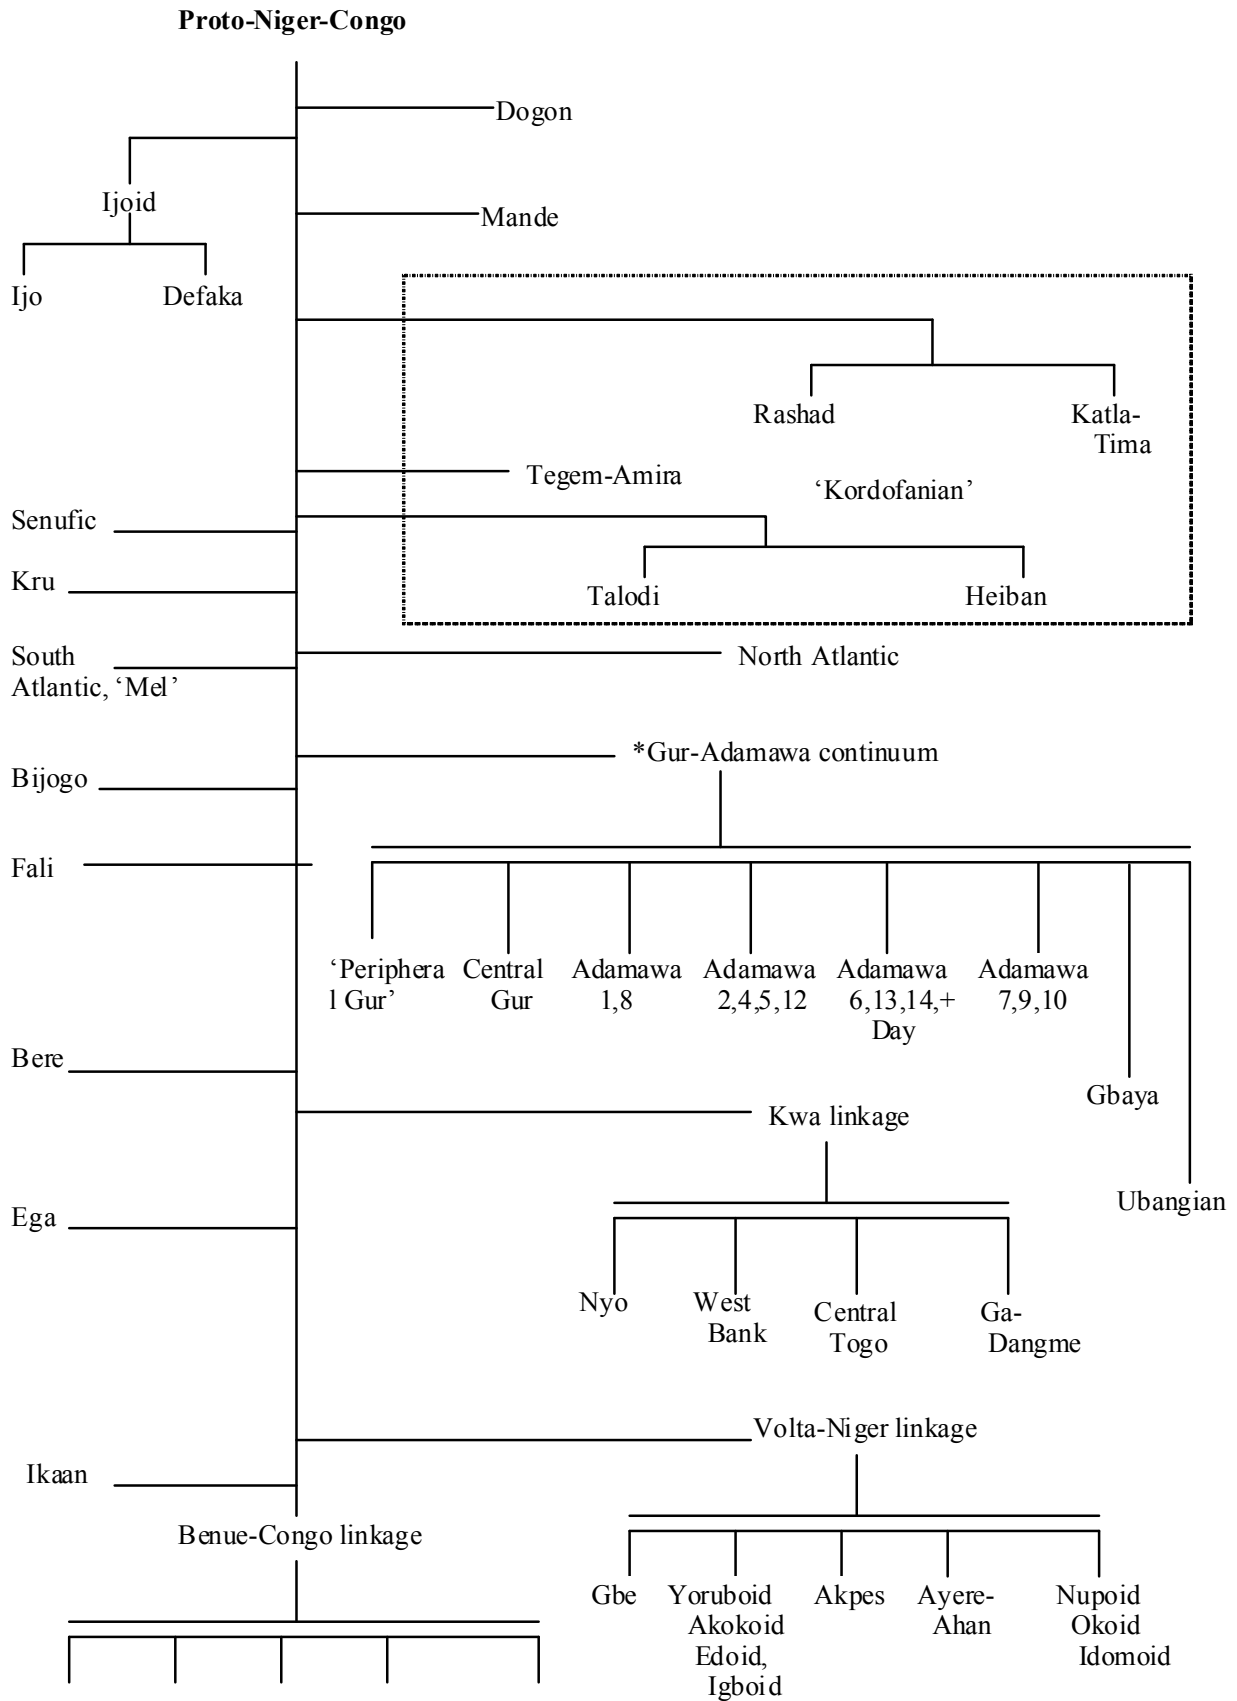 Proto-Niger-Congo
Dogon
Ijoid
Mande
Ijo
Defaka
Rashad
Katla-
Tima
Tegem-Amira
‘Kordofanian’
Senufic
Kru
Talodi
Heiban
South
Atlantic, ‘Mel’
North Atlantic
*Gur-Adamawa continuum
Bijogo
Fali
‘Periphera
l Gur’
Central
Gur
Adamawa
1,8
Adamawa
2,4,5,12
Adamawa
6,13,14,+
Day
Adamawa
7,9,10
Bere
Gbaya
Kwa linkage
Ubangian
Ega
Nyo
West
Bank
Central
Togo
Ga-
Dangme
Volta-Niger linkage
Ikaan
Benue-Congo linkage
Gbe
Yoruboid
Akokoid
Edoid,
Igboid
Akpes
Ayere-
Ahan
Nupoid
Okoid
Idomoid